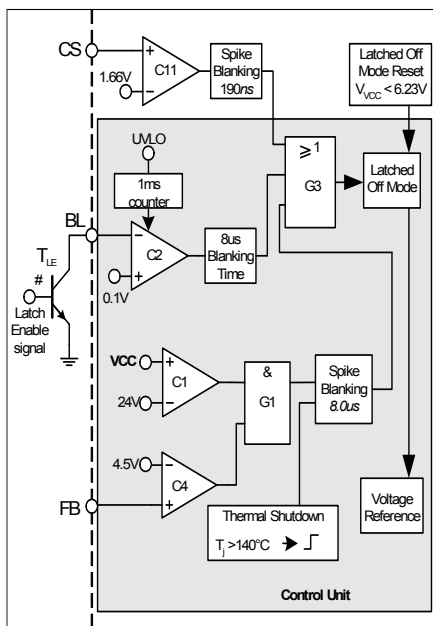 CS
+
C11
1.66V
−
Spike
Blanking
190ns
Latched Off
Mode Reset
V_VCC < 6.23V
UVLO
1ms
counter
≥ 1
G3
Latched
Off Mode
BL
−
C2
+
0.1V
8us
Blanking
Time
T_LE
#
Latch
Enable
signal
VCC
+
C1
24V
−
&
G1
Spike
Blanking
8.0us
4.5V
−
C4
+
FB
Thermal Shutdown
T_j >140°C
Voltage
Reference
Control Unit